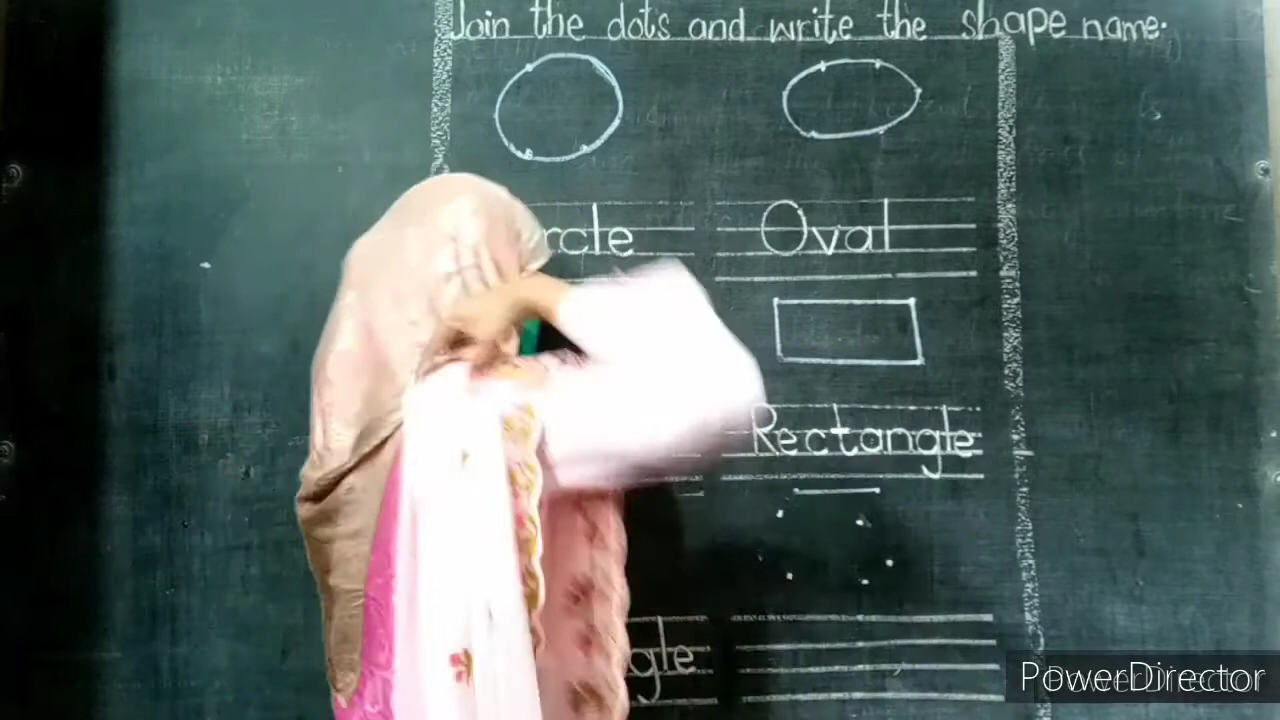 Join the dots and write the shape name.
rcle Oval
Rectangle
gle
PowerDirector